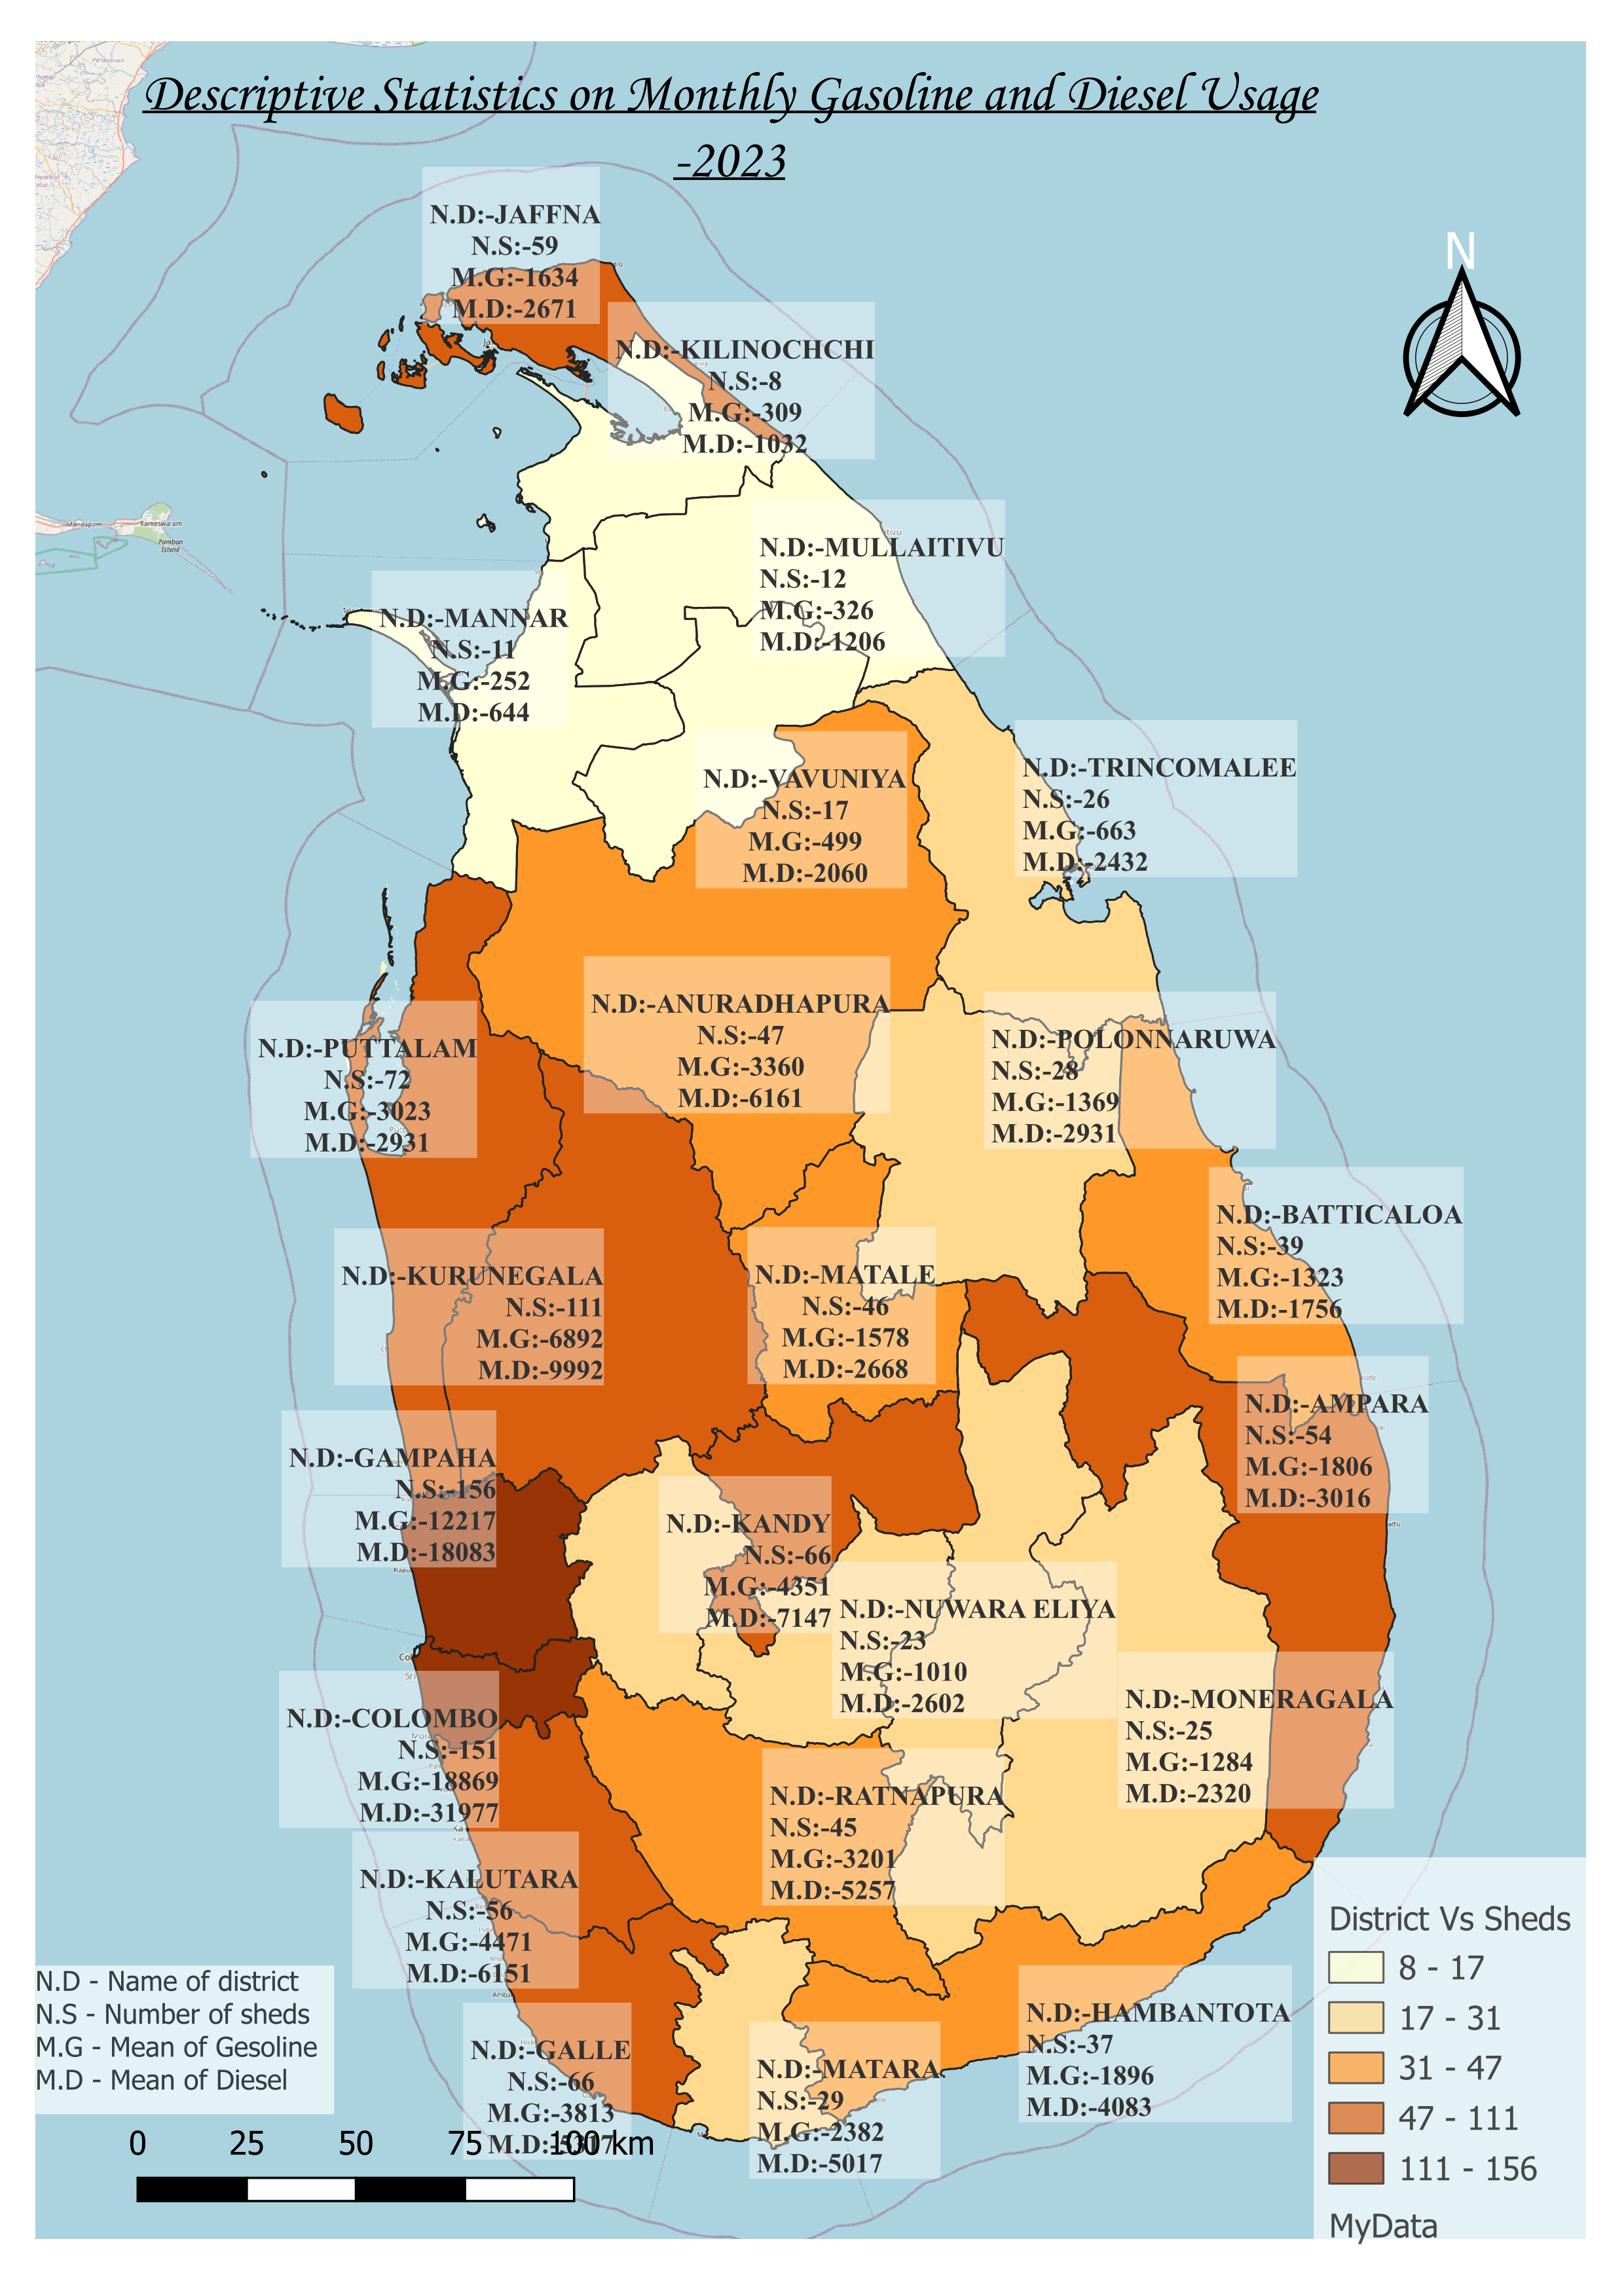 Descriptive Statistics on Monthly Gasoline and Diesel Usage
-2023
N
N.D:-JAFFNA
N.S:-59
M.G:-1634
M.D:-2671
N.D:-KILINOCHCHI
N.S:-8
M.G:-309
M.D:-1032
Mandapam
Rameswaram
Pamban
Island
N.D:-MULLAITIVU
N.S:-12
M.G:-326
M.D:-1206
N.D:-MANNAR
N.S:-11
M.G:-252
M.D:-644
N.D:-VAVUNIYA
N.S:-17
M.G:-499
M.D:-2060
N.D:-TRINCOMALEE
N.S:-26
M.G:-663
M.D:-2432
N.D:-ANURADHAPURA
N.S:-47
M.G:-3360
M.D:-6161
N.D:-PUTTALAM
N.S:-72
M.G:-3023
M.D:-2931
N.D:-POLONNARUWA
N.S:-28
M.G:-1369
M.D:-2931
N.D:-BATTICALOA
N.S:-39
M.G:-1323
M.D:-1756
N.D:-KURUNEGALA
N.S:-111
M.G:-6892
M.D:-9992
N.D:-MATALE
N.S:-46
M.G:-1578
M.D:-2668
N.D:-AMPARA
N.S:-54
M.G:-1806
M.D:-3016
N.D:-GAMPAHA
N.S:-156
M.G:-12217
M.D:-18083
N.D:-KANDY
N.S:-66
M.G:-4351
M.D:-7147
N.D:-NUWARA ELIYA
N.S:-23
M.G:-1010
M.D:-2602
N.D:-MONERAGALA
N.S:-25
M.G:-1284
M.D:-2320
N.D:-COLOMBO
N.S:-151
M.G:-18869
M.D:-31977
N.D:-RATNAPURA
N.S:-45
M.G:-3201
M.D:-5257
N.D:-KALUTARA
N.S:-56
M.G:-4471
M.D:-6151
N.D:-HAMBANTOTA
N.S:-37
M.G:-1896
M.D:-4083
N.D:-GALLE
N.S:-66
M.G:-3813
M.D:-5317
N.D:-MATARA
N.S:-29
M.G:-2382
M.D:-5017
N.D - Name of district
N.S - Number of sheds
M.G - Mean of Gesoline
M.D - Mean of Diesel
0 25 50 75 100 km
District Vs Sheds
8 - 17
17 - 31
31 - 47
47 - 111
111 - 156
MyData